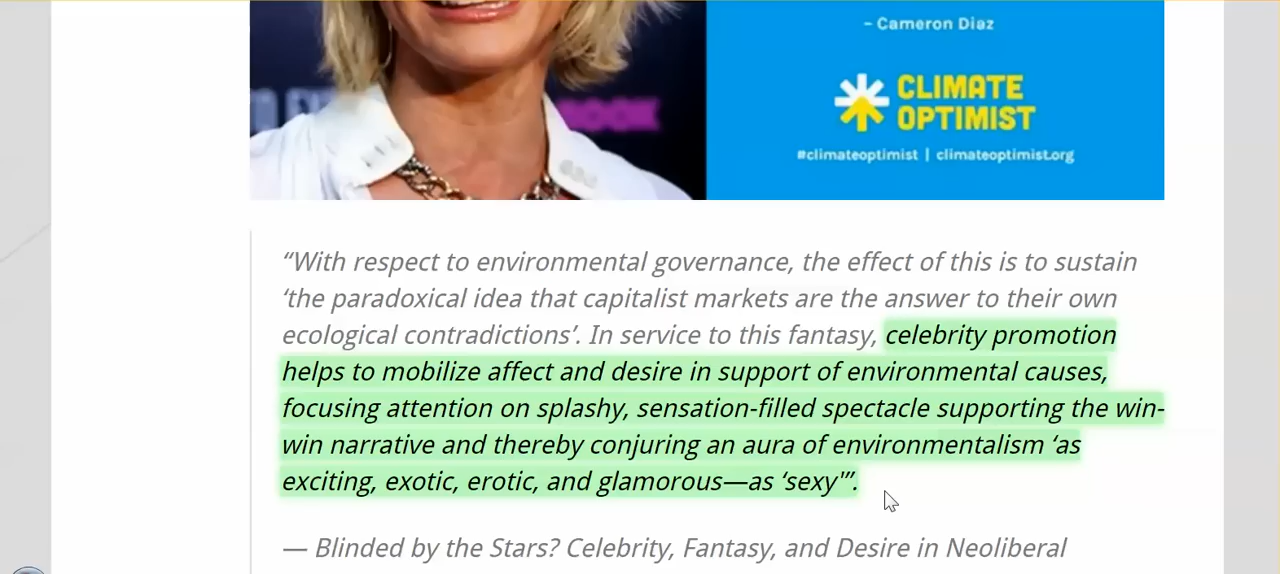 – Cameron Diaz
CLIMATE
OPTIMIST
#climateoptimist | climateoptimist.org
“With respect to environmental governance, the effect of this is to sustain
‘the paradoxical idea that capitalist markets are the answer to their own
ecological contradictions’. In service to this fantasy, celebrity promotion
helps to mobilize affect and desire in support of environmental causes,
focusing attention on splashy, sensation-filled spectacle supporting the win-
win narrative and thereby conjuring an aura of environmentalism ‘as
exciting, exotic, erotic, and glamorous—as ‘sexy’”’.
— Blinded by the Stars? Celebrity, Fantasy, and Desire in Neoliberal